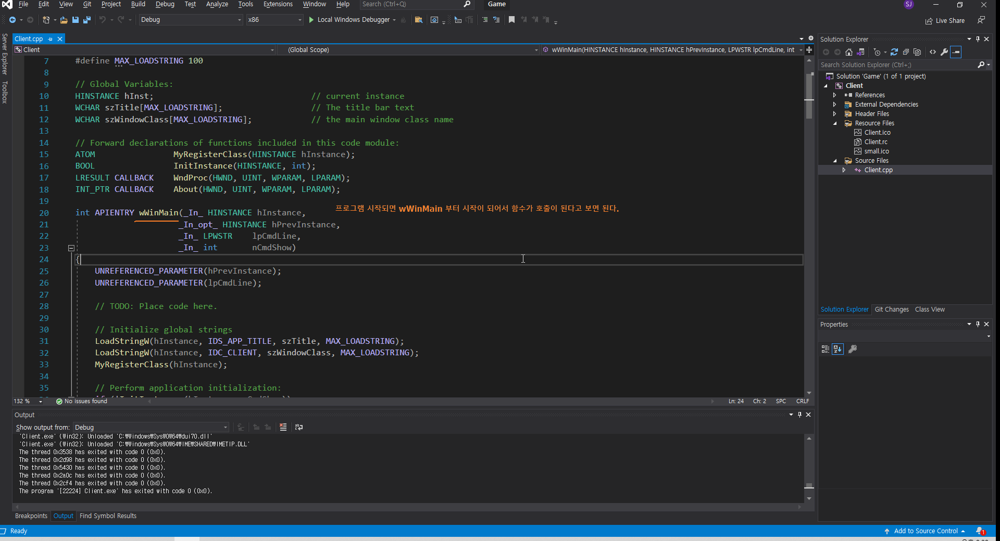 File Edit View Git Project Build Debug Test Analyze Tools Extensions Window Help Search (Ctrl+Q) Game SJ
Debug x86 Local Windows Debugger Live Share
Server Explorer
Toolbox
Client.cpp
Client (Global Scope) wWinMain(HINSTANCE hInstance, HINSTANCE hPrevInstance, LPWSTR lpCmdLine, int
7 #define MAX_LOADSTRING 100
8
9 // Global Variables:
10 HINSTANCE hInst; // current instance
11 WCHAR szTitle[MAX_LOADSTRING]; // The title bar text
12 WCHAR szWindowClass[MAX_LOADSTRING]; // the main window class name
13
14 // Forward declarations of functions included in this code module:
15 ATOM MyRegisterClass(HINSTANCE hInstance);
16 BOOL InitInstance(HINSTANCE, int);
17 LRESULT CALLBACK WndProc(HWND, UINT, WPARAM, LPARAM);
18 INT_PTR CALLBACK About(HWND, UINT, WPARAM, LPARAM);
19
20 int APIENTRY wWinMain(_In_ HINSTANCE hInstance, 프로그램 시작되면 wWinMain 부터 시작이 되어서 함수가 호출이 된다고 보면 된다.
21 _In_opt_ HINSTANCE hPrevInstance,
22 _In_ LPWSTR lpCmdLine,
23 _In_ int nCmdShow)
24 {
25 UNREFERENCED_PARAMETER(hPrevInstance);
26 UNREFERENCED_PARAMETER(lpCmdLine);
27
28 // TODO: Place code here.
29
30 // Initialize global strings
31 LoadStringW(hInstance, IDS_APP_TITLE, szTitle, MAX_LOADSTRING);
32 LoadStringW(hInstance, IDC_CLIENT, szWindowClass, MAX_LOADSTRING);
33 MyRegisterClass(hInstance);
34
35 // Perform application initialization:
132 % No issues found Ln: 24 Ch: 2 SPC CRLF
Output
Show output from: Debug
'Client.exe' (Win32): Unloaded 'C:₩Windows₩SysWOW64₩dui70.dll'
'Client.exe' (Win32): Unloaded 'C:₩Windows₩SysWOW64₩IME₩SHARED₩IMETIP.DLL'
The thread 0x3538 has exited with code 0 (0x0).
The thread 0x2d98 has exited with code 0 (0x0).
The thread 0x5430 has exited with code 0 (0x0).
The thread 0x2a0c has exited with code 0 (0x0).
The thread 0x2cf4 has exited with code 0 (0x0).
The program '[22224] Client.exe' has exited with code 0 (0x0).
Breakpoints Output Find Symbol Results
Solution Explorer
Search Solution Explorer (Ctrl+;)
Solution 'Game' (1 of 1 project)
Client
References
External Dependencies
Header Files
Resource Files
Client.ico
Client.rc
small.ico
Source Files
Client.cpp
Solution Explorer Git Changes Class View
Properties
Ready Add to Source Control 1